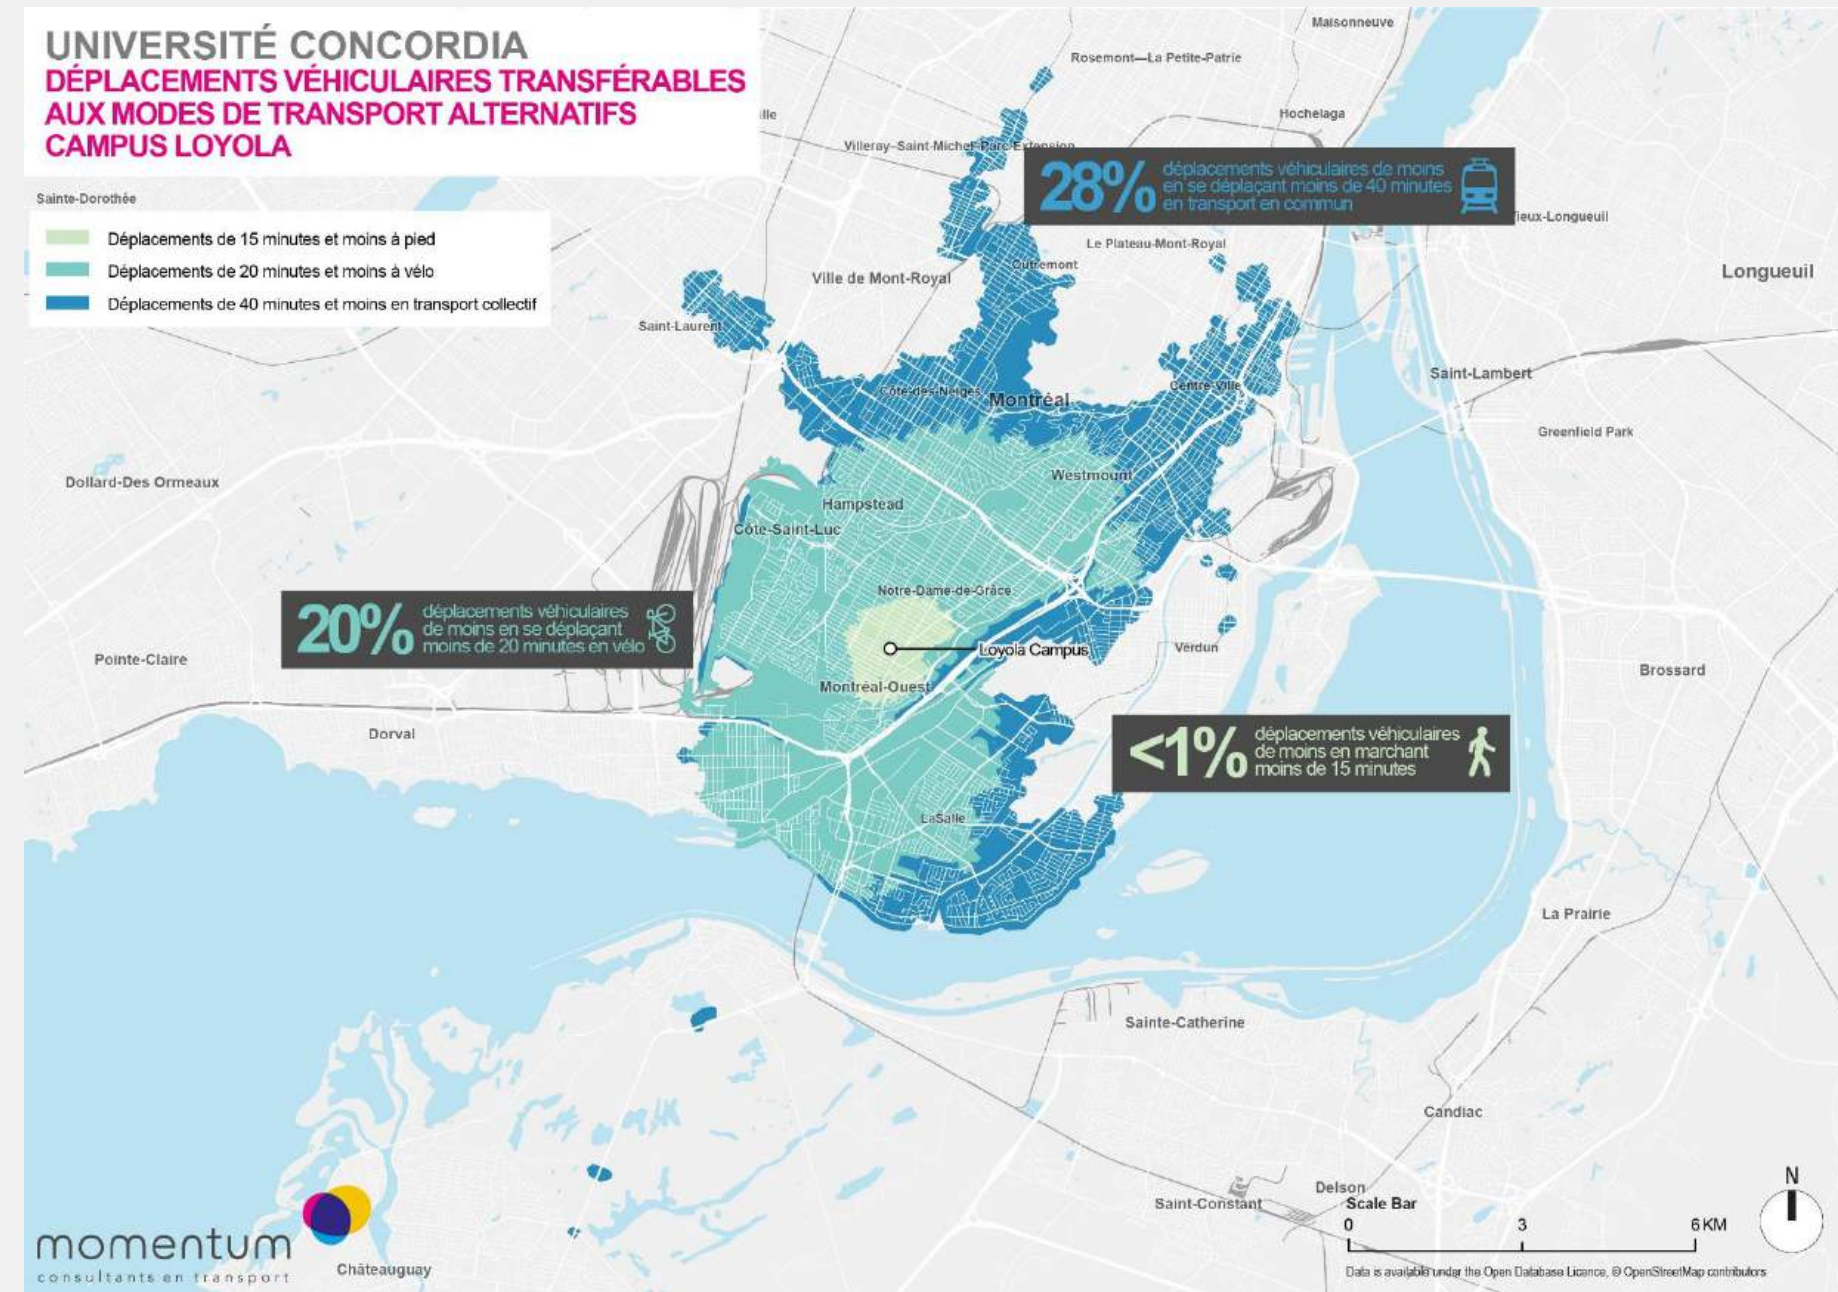 UNIVERSITÉ CONCORDIA
DÉPLACEMENTS VÉHICULAIRES TRANSFÉRABLES
AUX MODES DE TRANSPORT ALTERNATIFS
CAMPUS LOYOLA
Sainte-Dorothée
Déplacements de 15 minutes et moins à pied
Déplacements de 20 minutes et moins à vélo
Déplacements de 40 minutes et moins en transport collectif
Maisonneuve
Rosemont—La Petite-Patrie
Hochelaga
Villeray–Saint-Michel–Parc-Extension
28%
déplacements véhiculaires de moins
en se déplaçant moins de 40 minutes
en transport en commun
Le Plateau-Mont-Royal
Outremont
Ville de Mont-Royal
Longueuil
Saint-Laurent
Saint-Lambert
Centre-Ville
Côte-des-Neiges
Montréal
Greenfield Park
Westmount
Dollard-Des Ormeaux
Hampstead
Côte-Saint-Luc
Notre-Dame-de-Grâce
20%
déplacements véhiculaires
de moins en se déplaçant
moins de 20 minutes en vélo
Loyola Campus
Verdun
Pointe-Claire
Brossard
Montréal-Ouest
Dorval
<1%
déplacements véhiculaires
de moins en marchant
moins de 15 minutes
LaSalle
La Prairie
Sainte-Catherine
Candiac
Delson
Saint-Constant
Scale Bar
0 3 6 KM
N
momentum
consultants en transport
Châteauguay
Data is available under the Open Database Licence, © OpenStreetMap contributors